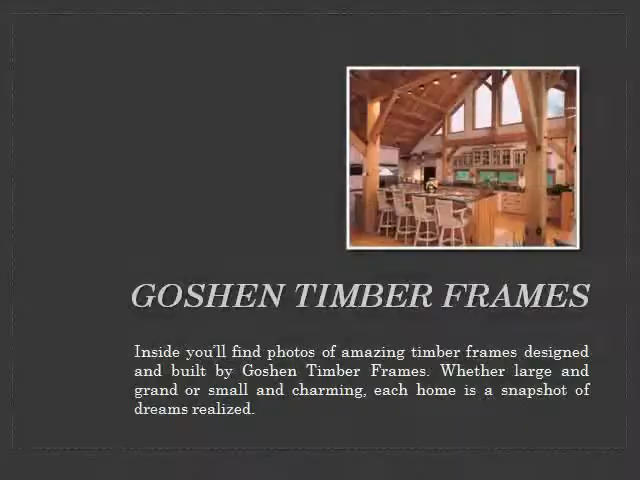 GOSHEN TIMBER FRAMES
Inside you'll find photos of amazing timber frames designed
and built by Goshen Timber Frames. Whether large and
grand or small and charming, each home is a snapshot of
dreams realized.